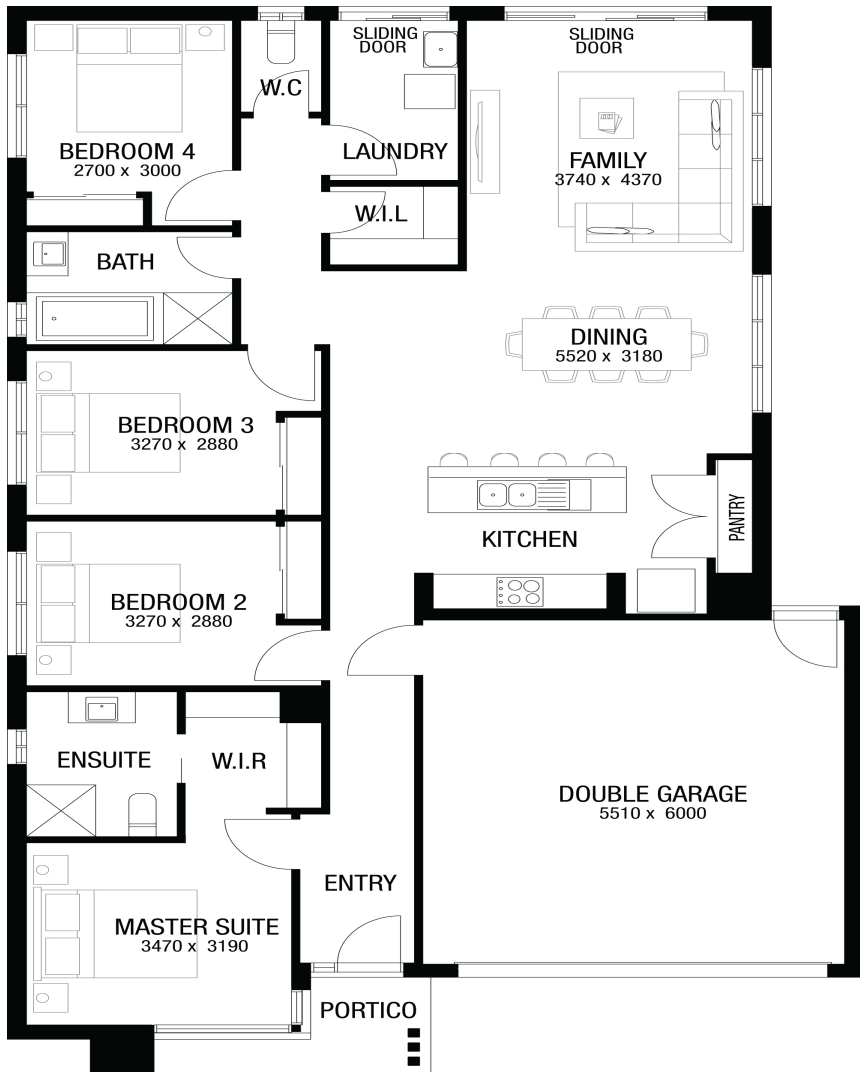 SLIDING
DOOR
SLIDING
DOOR
W.C
BEDROOM 4
2700 x 3000
LAUNDRY
FAMILY
3740 x 4370
W.I.L
BATH
DINING
5520 x 3180
BEDROOM 3
3270 x 2880
PANTRY
KITCHEN
BEDROOM 2
3270 x 2880
ENSUITE
W.I.R
DOUBLE GARAGE
5510 x 6000
ENTRY
MASTER SUITE
3470 x 3190
PORTICO